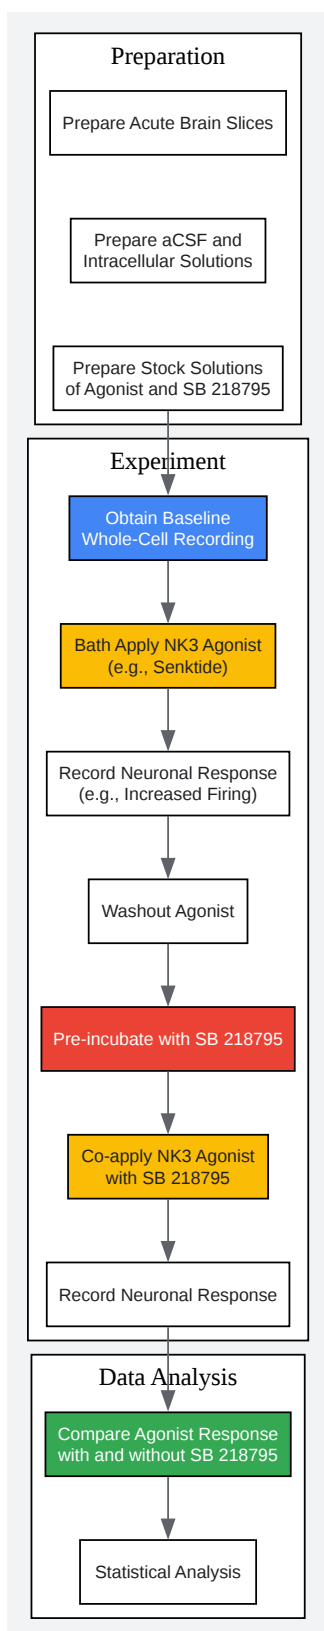 Preparation
Prepare Acute Brain Slices
Prepare aCSF and
Intracellular Solutions
Prepare Stock Solutions
of Agonist and SB 218795
Experiment
Obtain Baseline
Whole-Cell Recording
Bath Apply NK3 Agonist
(e.g., Senktide)
Record Neuronal Response
(e.g., Increased Firing)
Washout Agonist
Pre-incubate with SB 218795
Co-apply NK3 Agonist
with SB 218795
Record Neuronal Response
Data Analysis
Compare Agonist Response
with and without SB 218795
Statistical Analysis